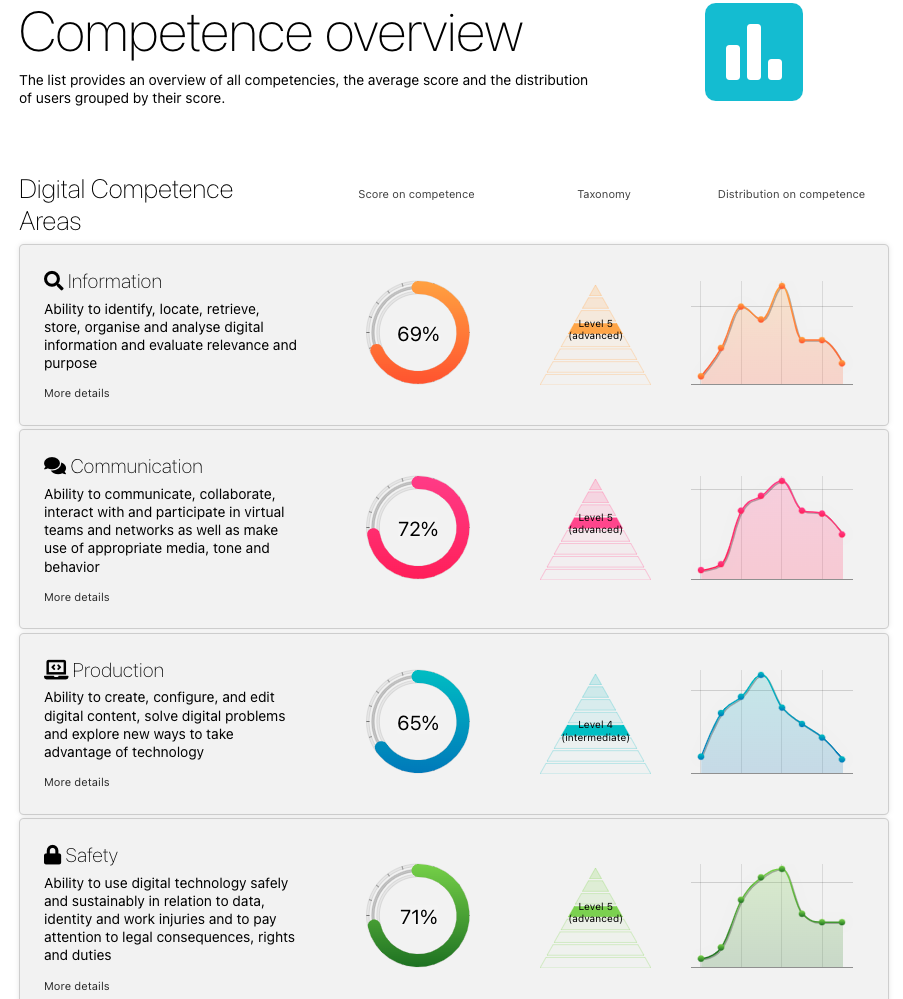 Competence overview
The list provides an overview of all competencies, the average score and the distribution
of users grouped by their score.
Digital Competence
Areas
Score on competence
Taxonomy
Distribution on competence
Information
Ability to identify, locate, retrieve,
store, organise and analyse digital
information and evaluate relevance and
purpose
More details
69%
Level 5
(advanced)
Communication
Ability to communicate, collaborate,
interact with and participate in virtual
teams and networks as well as make
use of appropriate media, tone and
behavior
More details
72%
Level 5
(advanced)
Production
Ability to create, configure, and edit
digital content, solve digital problems
and explore new ways to take
advantage of technology
More details
65%
Level 4
(intermediate)
Safety
Ability to use digital technology safely
and sustainably in relation to data,
identity and work injuries and to pay
attention to legal consequences, rights
and duties
More details
71%
Level 5
(advanced)